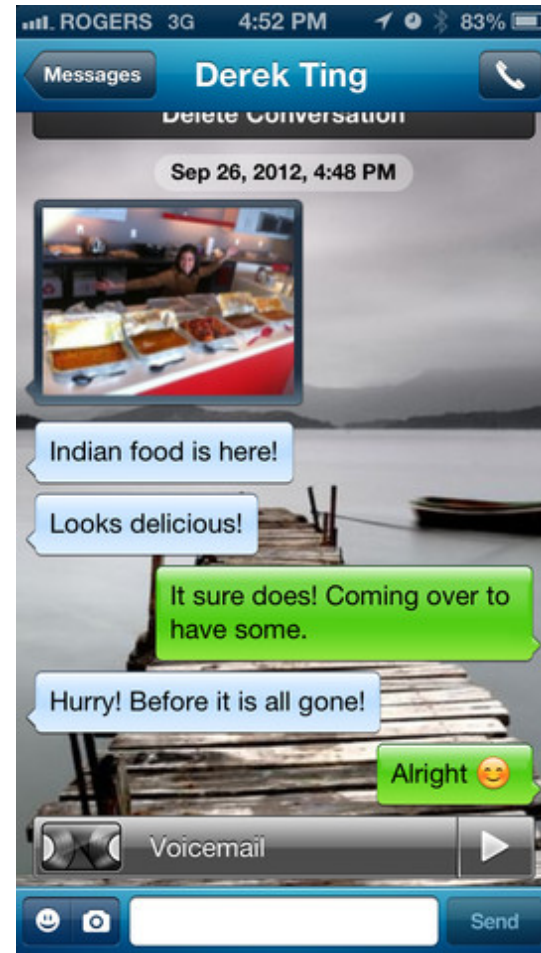 ROGERS 3G 4:52 PM 83%
Messages Derek Ting
Delete Conversation
Sep 26, 2012, 4:48 PM
Indian food is here!
Looks delicious!
It sure does! Coming over to
have some.
Hurry! Before it is all gone!
Alright 😊
Voicemail
Send